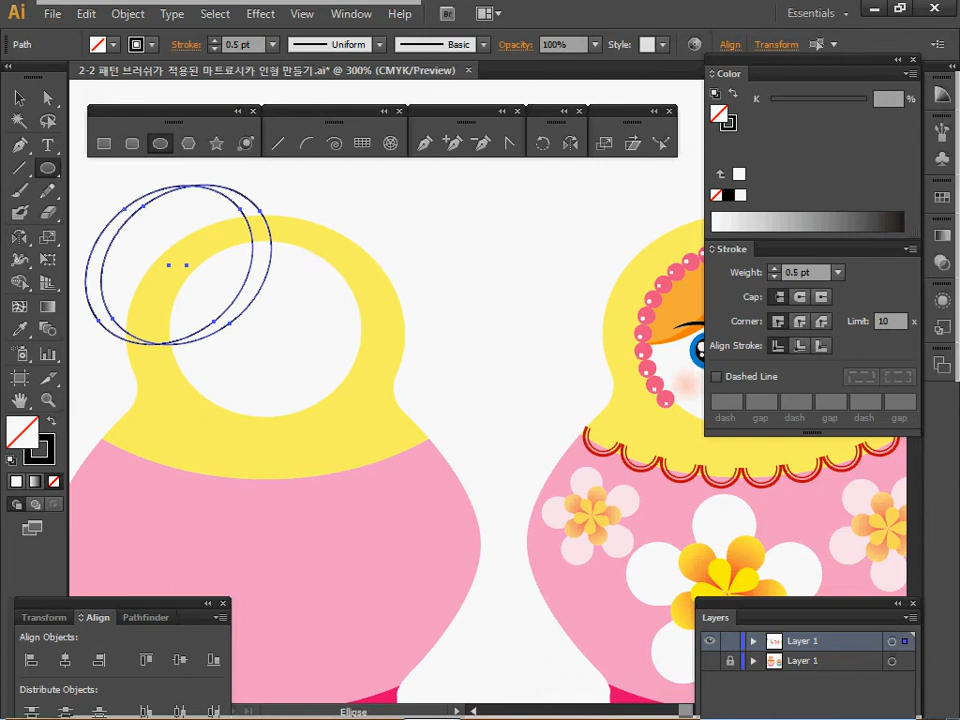 Ai File Edit Object Type Select Effect View Window Help Br Essentials
Path Stroke: 0.5 pt Uniform Basic Opacity: 100% Style: Align Transform
2-2 패턴 브러쉬가 적용된 마트료시카 인형 만들기.ai* @ 300% (CMYK/Preview)
Color
K %
Stroke
Weight: 0.5 pt
Cap:
Corner: Limit: 10 x
Align Stroke:
Dashed Line
dash gap dash gap dash gap
Transform Align Pathfinder
Align Objects:
Distribute Objects:
Layers
Layer 1
Layer 1
Ellipse